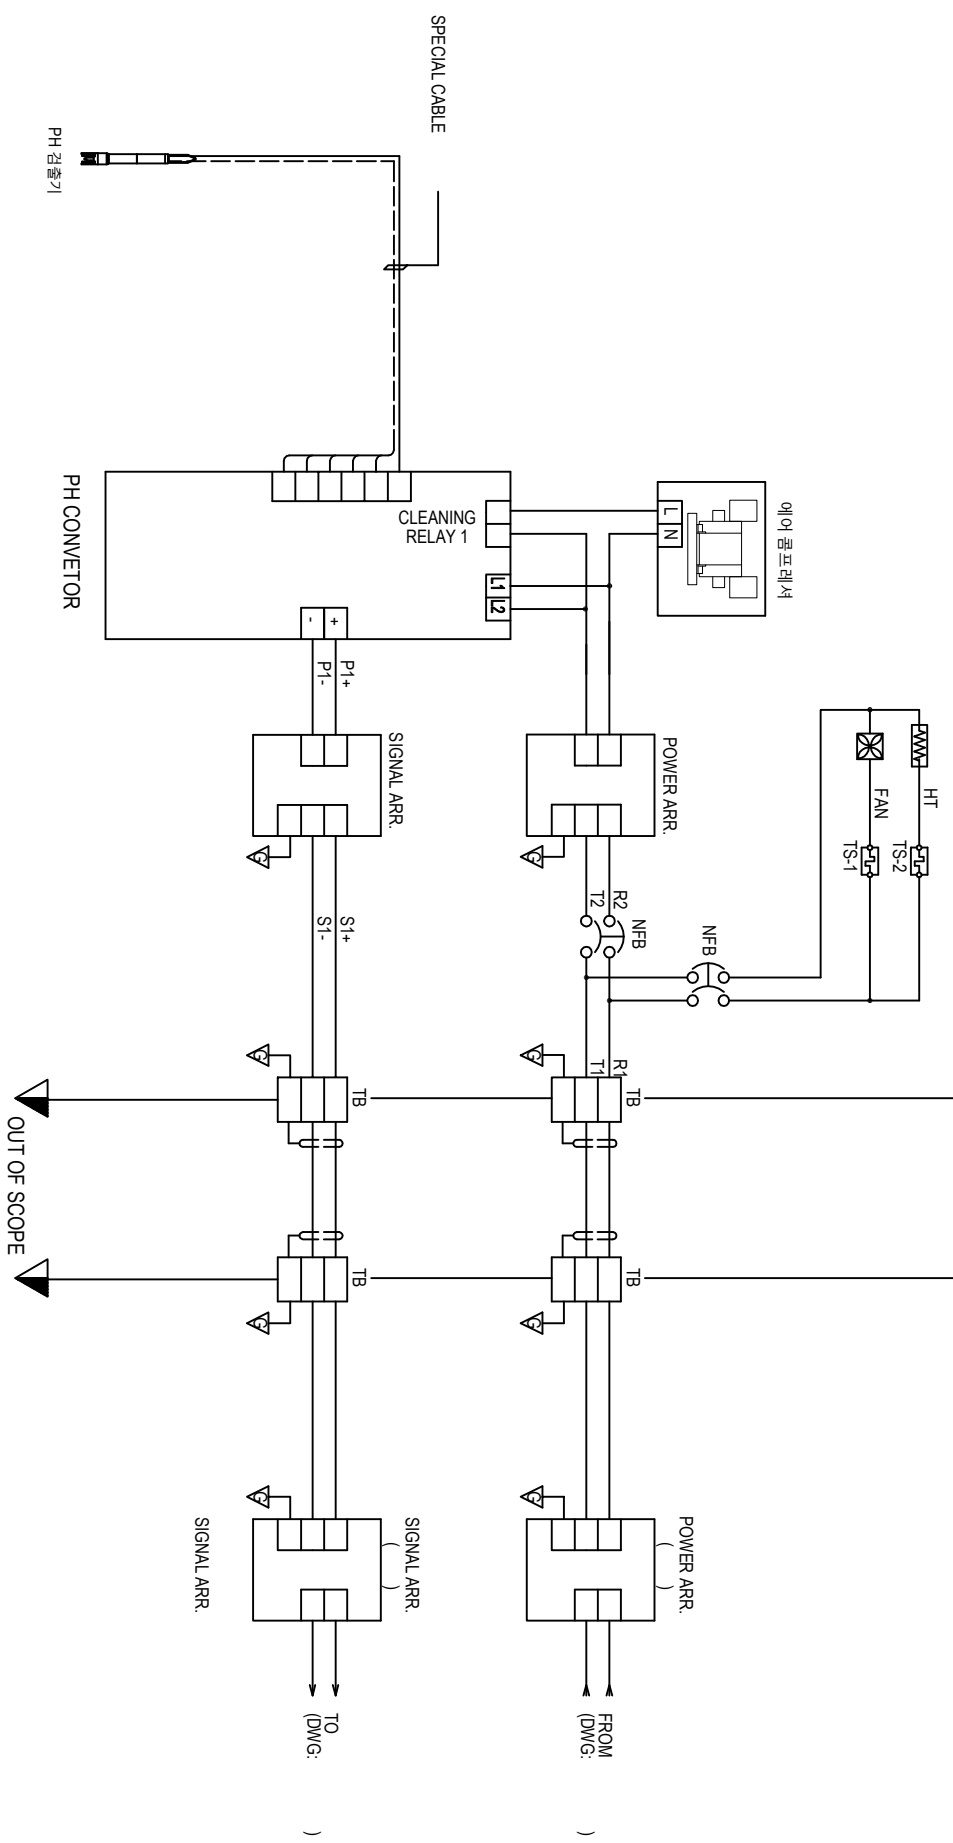 SPECIAL CABLE
PH 검출기
PH CONVETOR
CLEANING
RELAY 1
L1
L2
-
+
에어 콤프레셔
L
N
P1+
P1-
SIGNAL ARR.
POWER ARR.
HT
FAN
TS-2
TS-1
NFB
NFB
R2
T2
S1+
S1-
G
G
R1
T1
G
G
TB
TB
OUT OF SCOPE
TB
TB
G
G
G
G
POWER ARR.
( )
SIGNAL ARR.
( )
SIGNAL ARR.
FROM
(DWG: )
TO
(DWG: )